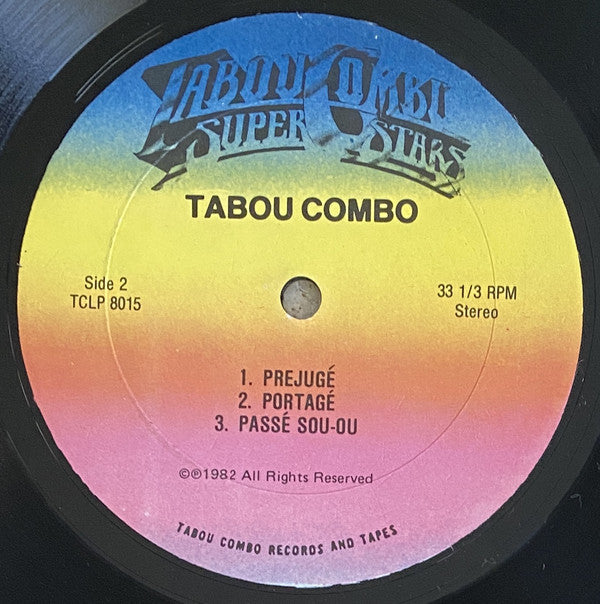 TABOU COMBO
SUPER STARS
TABOU COMBO
Side 2
TCLP 8015
33 1/3 RPM
Stereo
1. PREJUGÉ
2. PORTAGÉ
3. PASSÉ SOU-OU
©℗1982 All Rights Reserved
TABOU COMBO RECORDS AND TAPES